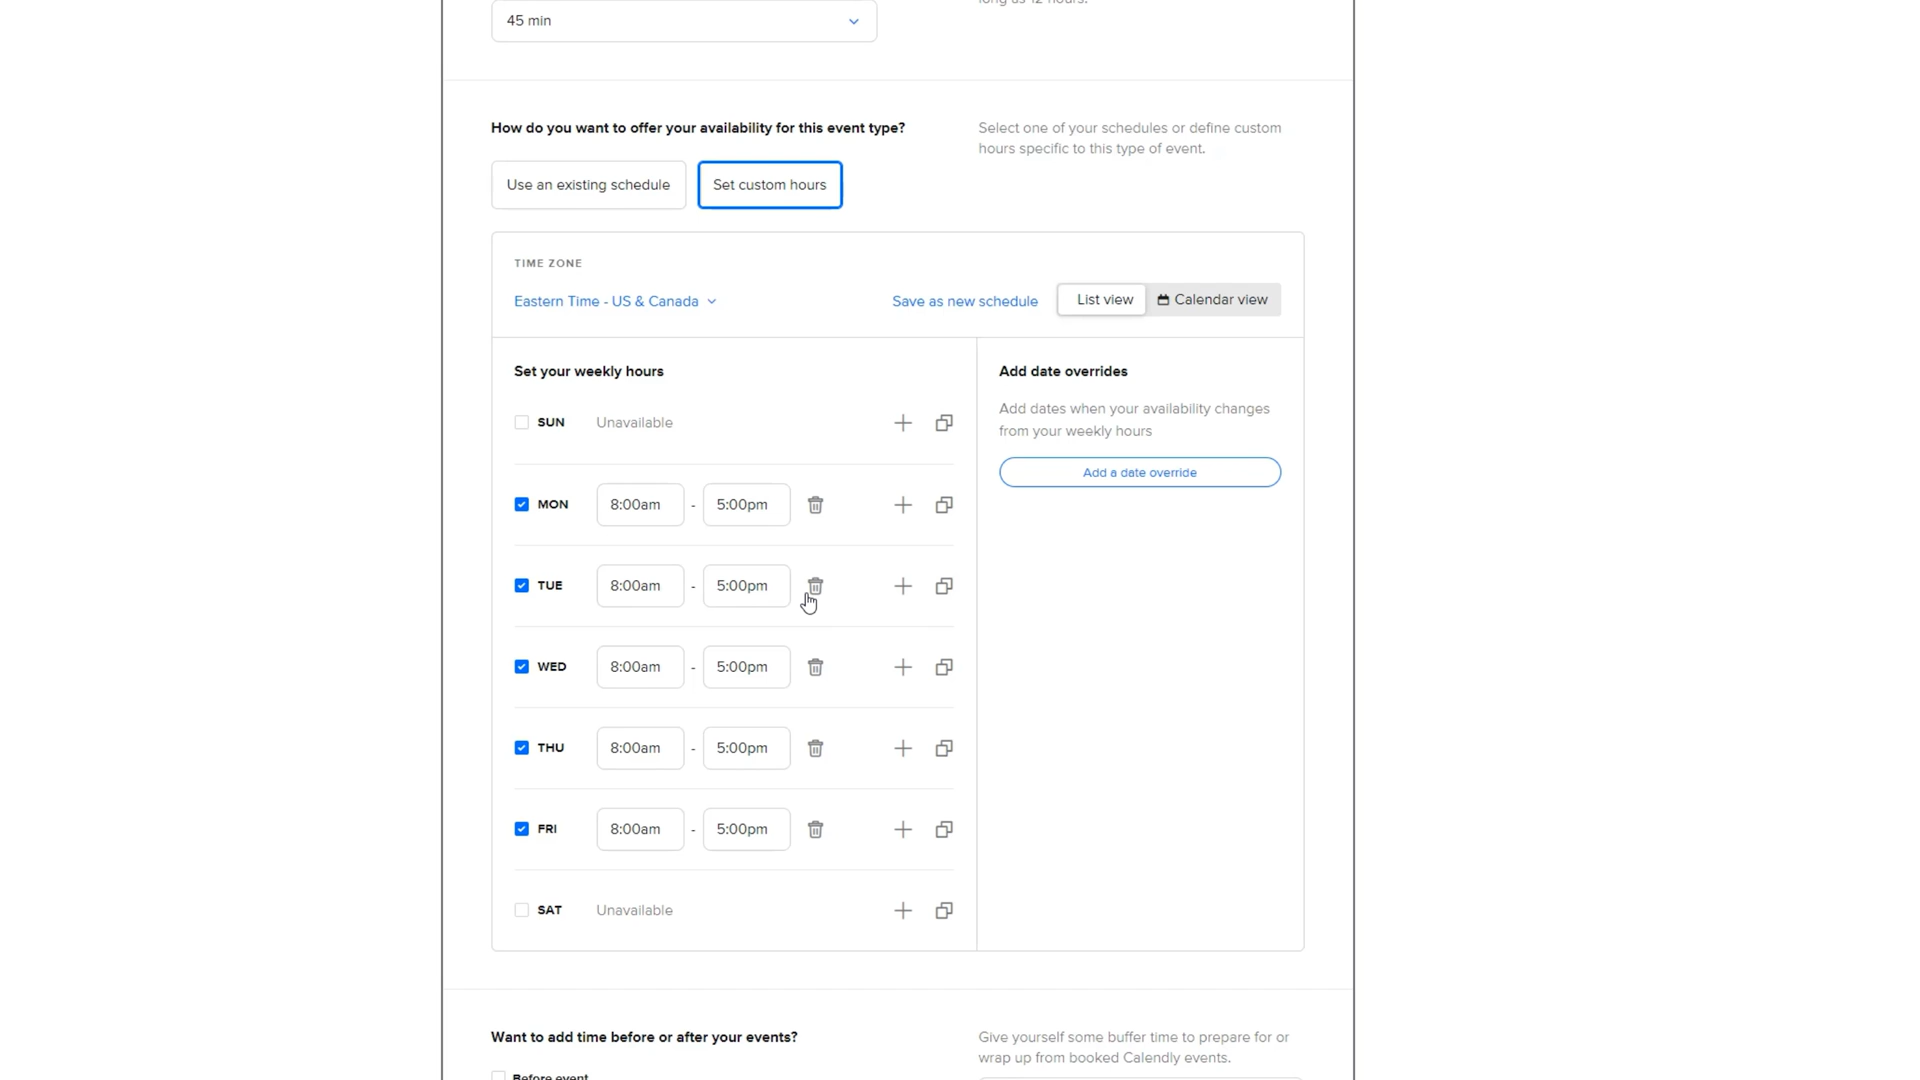 long as 12 hours.
45 min
How do you want to offer your availability for this event type?
Select one of your schedules or define custom
hours specific to this type of event.
Use an existing schedule
Set custom hours
TIME ZONE
Eastern Time - US & Canada
Save as new schedule
List view
Calendar view
Set your weekly hours
SUN Unavailable
MON 8:00am - 5:00pm
TUE 8:00am - 5:00pm
WED 8:00am - 5:00pm
THU 8:00am - 5:00pm
FRI 8:00am - 5:00pm
SAT Unavailable
Add date overrides
Add dates when your availability changes
from your weekly hours
Add a date override
Want to add time before or after your events?
Give yourself some buffer time to prepare for or
wrap up from booked Calendly events.
Before event